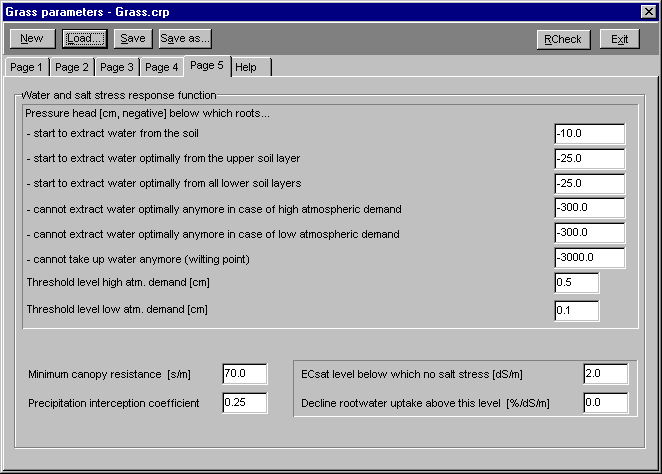 Grass parameters - Grass.crp
New Load... Save Save as... RCheck Exit
Page 1 Page 2 Page 3 Page 4 Page 5 Help
Water and salt stress response function
Pressure head [cm, negative] below which roots...
- start to extract water from the soil -10.0
- start to extract water optimally from the upper soil layer -25.0
- start to extract water optimally from all lower soil layers -25.0
- cannot extract water optimally anymore in case of high atmospheric demand -300.0
- cannot extract water optimally anymore in case of low atmospheric demand -300.0
- cannot take up water anymore (wilting point) -3000.0
Threshold level high atm. demand [cm] 0.5
Threshold level low atm. demand [cm] 0.1
Minimum canopy resistance [s/m] 70.0 ECsat level below which no salt stress [dS/m] 2.0
Precipitation interception coefficient 0.25 Decline rootwater uptake above this level [%/dS/m] 0.0